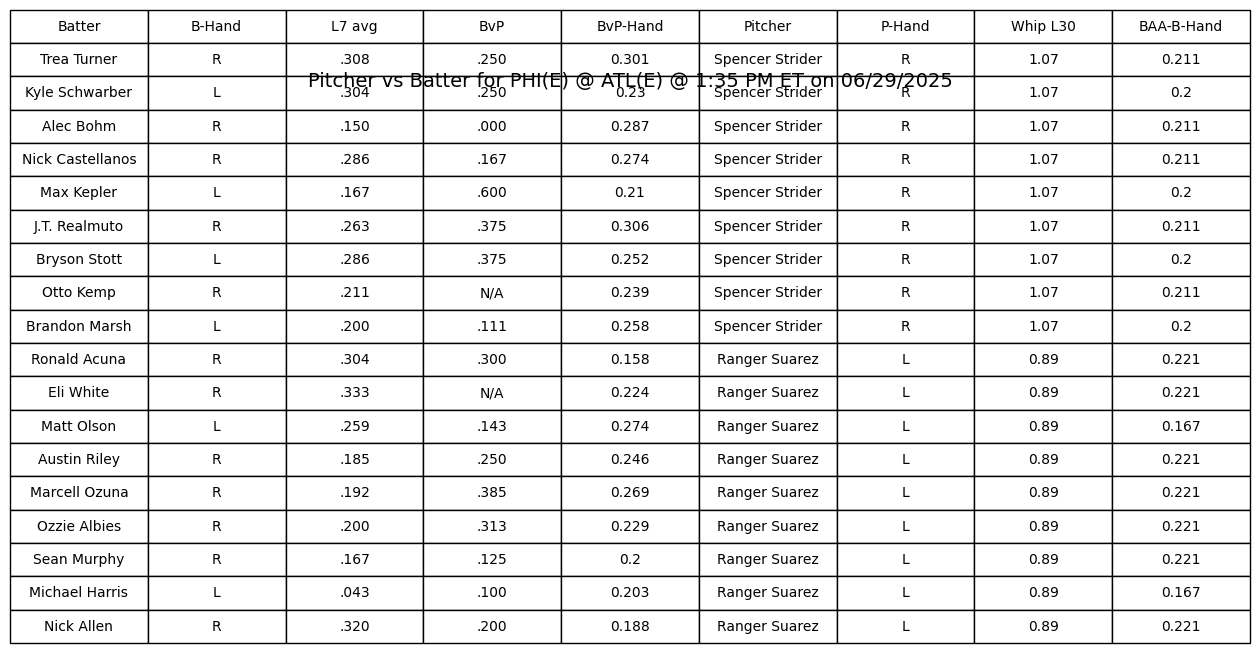 Batter B-Hand L7 avg BvP BvP-Hand Pitcher P-Hand Whip L30 BAA-B-Hand
Trea Turner R .308 .250 0.301 Spencer Strider R 1.07 0.211
Pitcher vs Batter for PHI(E) @ ATL(E) @ 1:35 PM ET on 06/29/2025
Kyle Schwarber L .304 .250 0.23 Spencer Strider R 1.07 0.2
Alec Bohm R .150 .000 0.287 Spencer Strider R 1.07 0.211
Nick Castellanos R .286 .167 0.274 Spencer Strider R 1.07 0.211
Max Kepler L .167 .600 0.21 Spencer Strider R 1.07 0.2
J.T. Realmuto R .263 .375 0.306 Spencer Strider R 1.07 0.211
Bryson Stott L .286 .375 0.252 Spencer Strider R 1.07 0.2
Otto Kemp R .211 N/A 0.239 Spencer Strider R 1.07 0.211
Brandon Marsh L .200 .111 0.258 Spencer Strider R 1.07 0.2
Ronald Acuna R .304 .300 0.158 Ranger Suarez L 0.89 0.221
Eli White R .333 N/A 0.224 Ranger Suarez L 0.89 0.221
Matt Olson L .259 .143 0.274 Ranger Suarez L 0.89 0.167
Austin Riley R .185 .250 0.246 Ranger Suarez L 0.89 0.221
Marcell Ozuna R .192 .385 0.269 Ranger Suarez L 0.89 0.221
Ozzie Albies R .200 .313 0.229 Ranger Suarez L 0.89 0.221
Sean Murphy R .167 .125 0.2 Ranger Suarez L 0.89 0.221
Michael Harris L .043 .100 0.203 Ranger Suarez L 0.89 0.167
Nick Allen R .320 .200 0.188 Ranger Suarez L 0.89 0.221